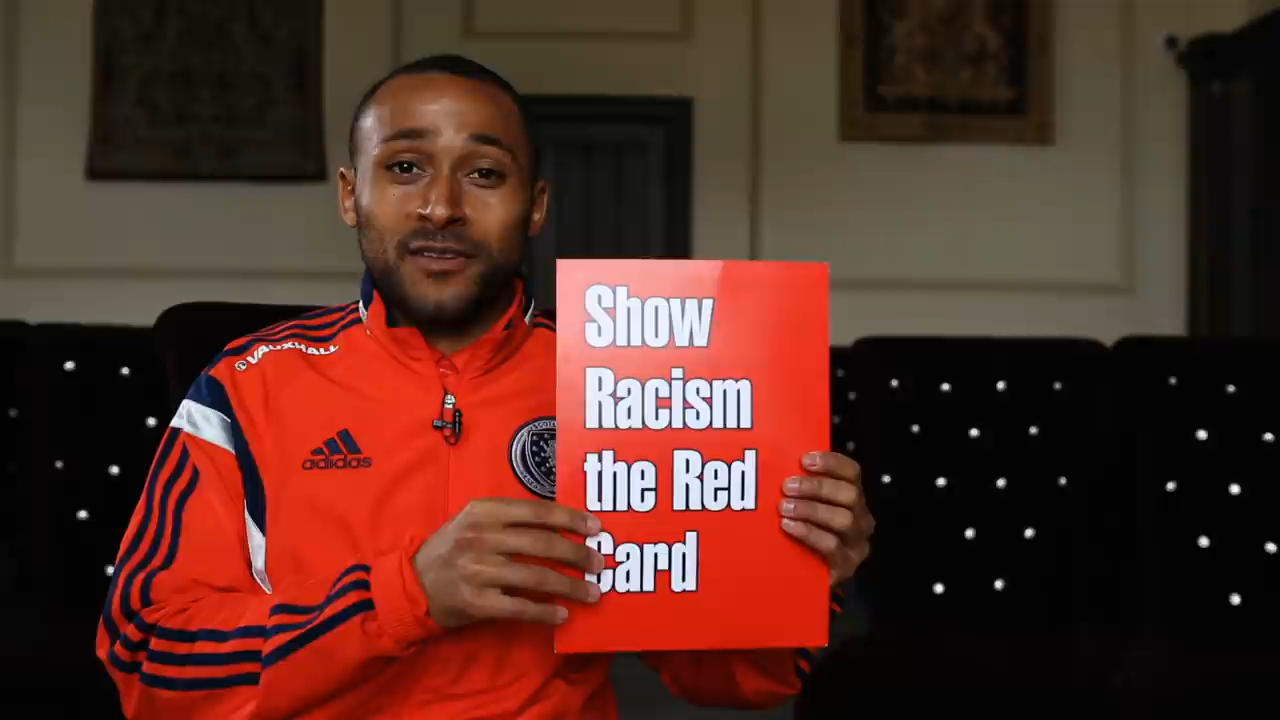 VAUXHALL
adidas
Show
Racism
the Red
Card